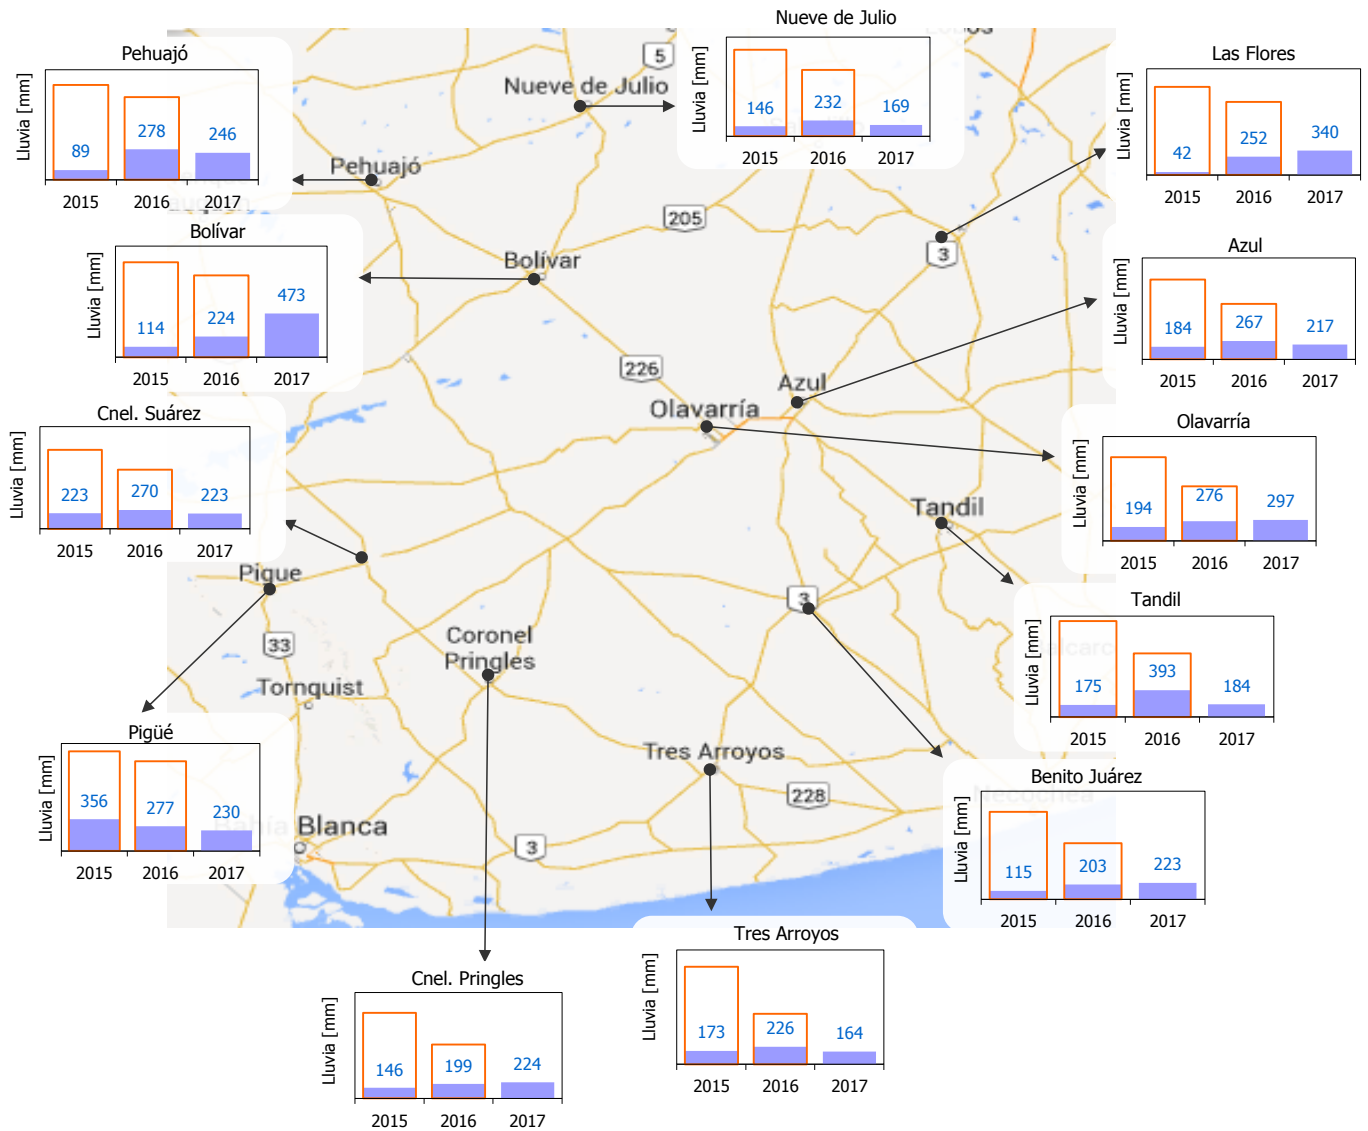 Nueve de Julio
Lluvia [mm]
146
232
169
2015
2016
2017
Pehuajó
Lluvia [mm]
89
278
246
2015
2016
2017
Las Flores
Lluvia [mm]
42
252
340
2015
2016
2017
5
Nueve de Julio
Pehuajó
205
3
Bolívar
Lluvia [mm]
114
224
473
2015
2016
2017
Bolívar
Azul
Lluvia [mm]
184
267
217
2015
2016
2017
226
Azul
Olavarría
Cnel. Suárez
Lluvia [mm]
223
270
223
2015
2016
2017
Olavarría
Lluvia [mm]
194
276
297
2015
2016
2017
Tandil
Pigue
3
Tandil
Lluvia [mm]
175
393
184
2015
2016
2017
33
Coronel
Pringles
Tornquist
Pigüé
Lluvia [mm]
356
277
230
2015
2016
2017
Tres Arroyos
228
Benito Juárez
Lluvia [mm]
115
203
223
2015
2016
2017
Necochea
Bahía Blanca
3
Tres Arroyos
Lluvia [mm]
173
226
164
2015
2016
2017
Cnel. Pringles
Lluvia [mm]
146
199
224
2015
2016
2017